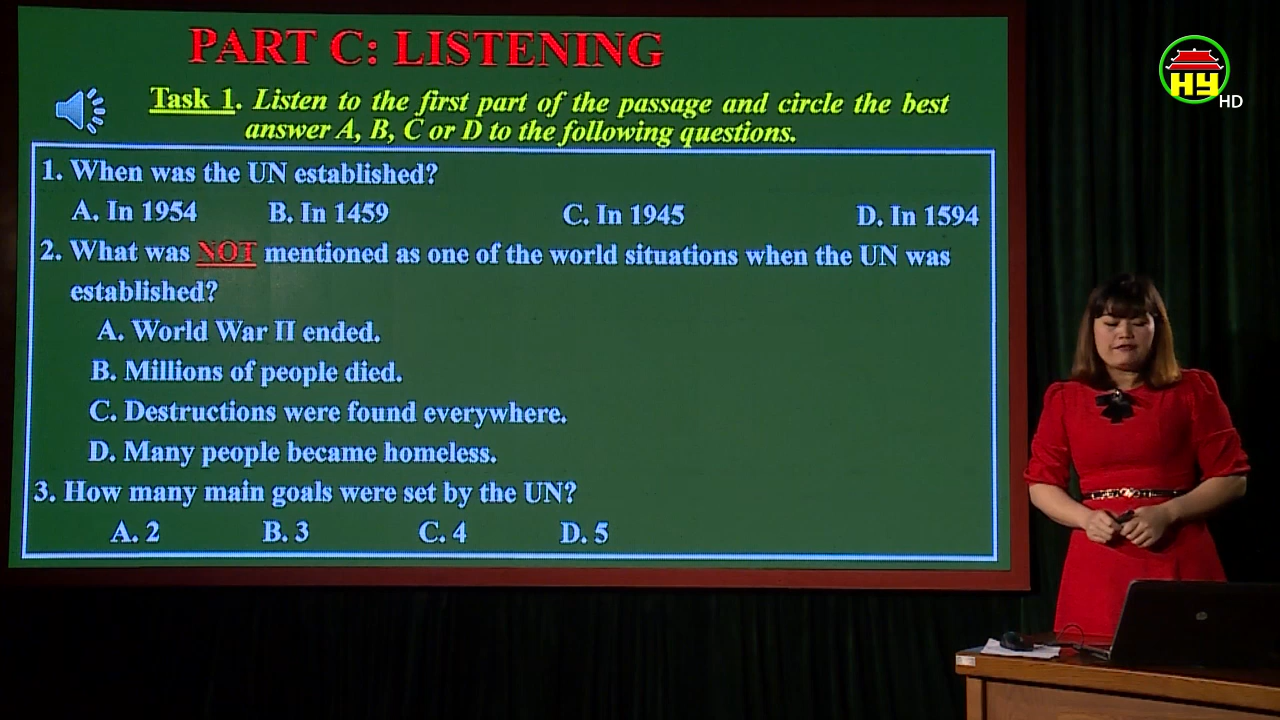 PART C: LISTENING
Task 1. Listen to the first part of the passage and circle the best
answer A, B, C or D to the following questions.
1. When was the UN established?
A. In 1954 B. In 1459 C. In 1945 D. In 1594
2. What was NOT mentioned as one of the world situations when the UN was
established?
A. World War II ended.
B. Millions of people died.
C. Destructions were found everywhere.
D. Many people became homeless.
3. How many main goals were set by the UN?
A. 2 B. 3 C. 4 D. 5
HY
HD